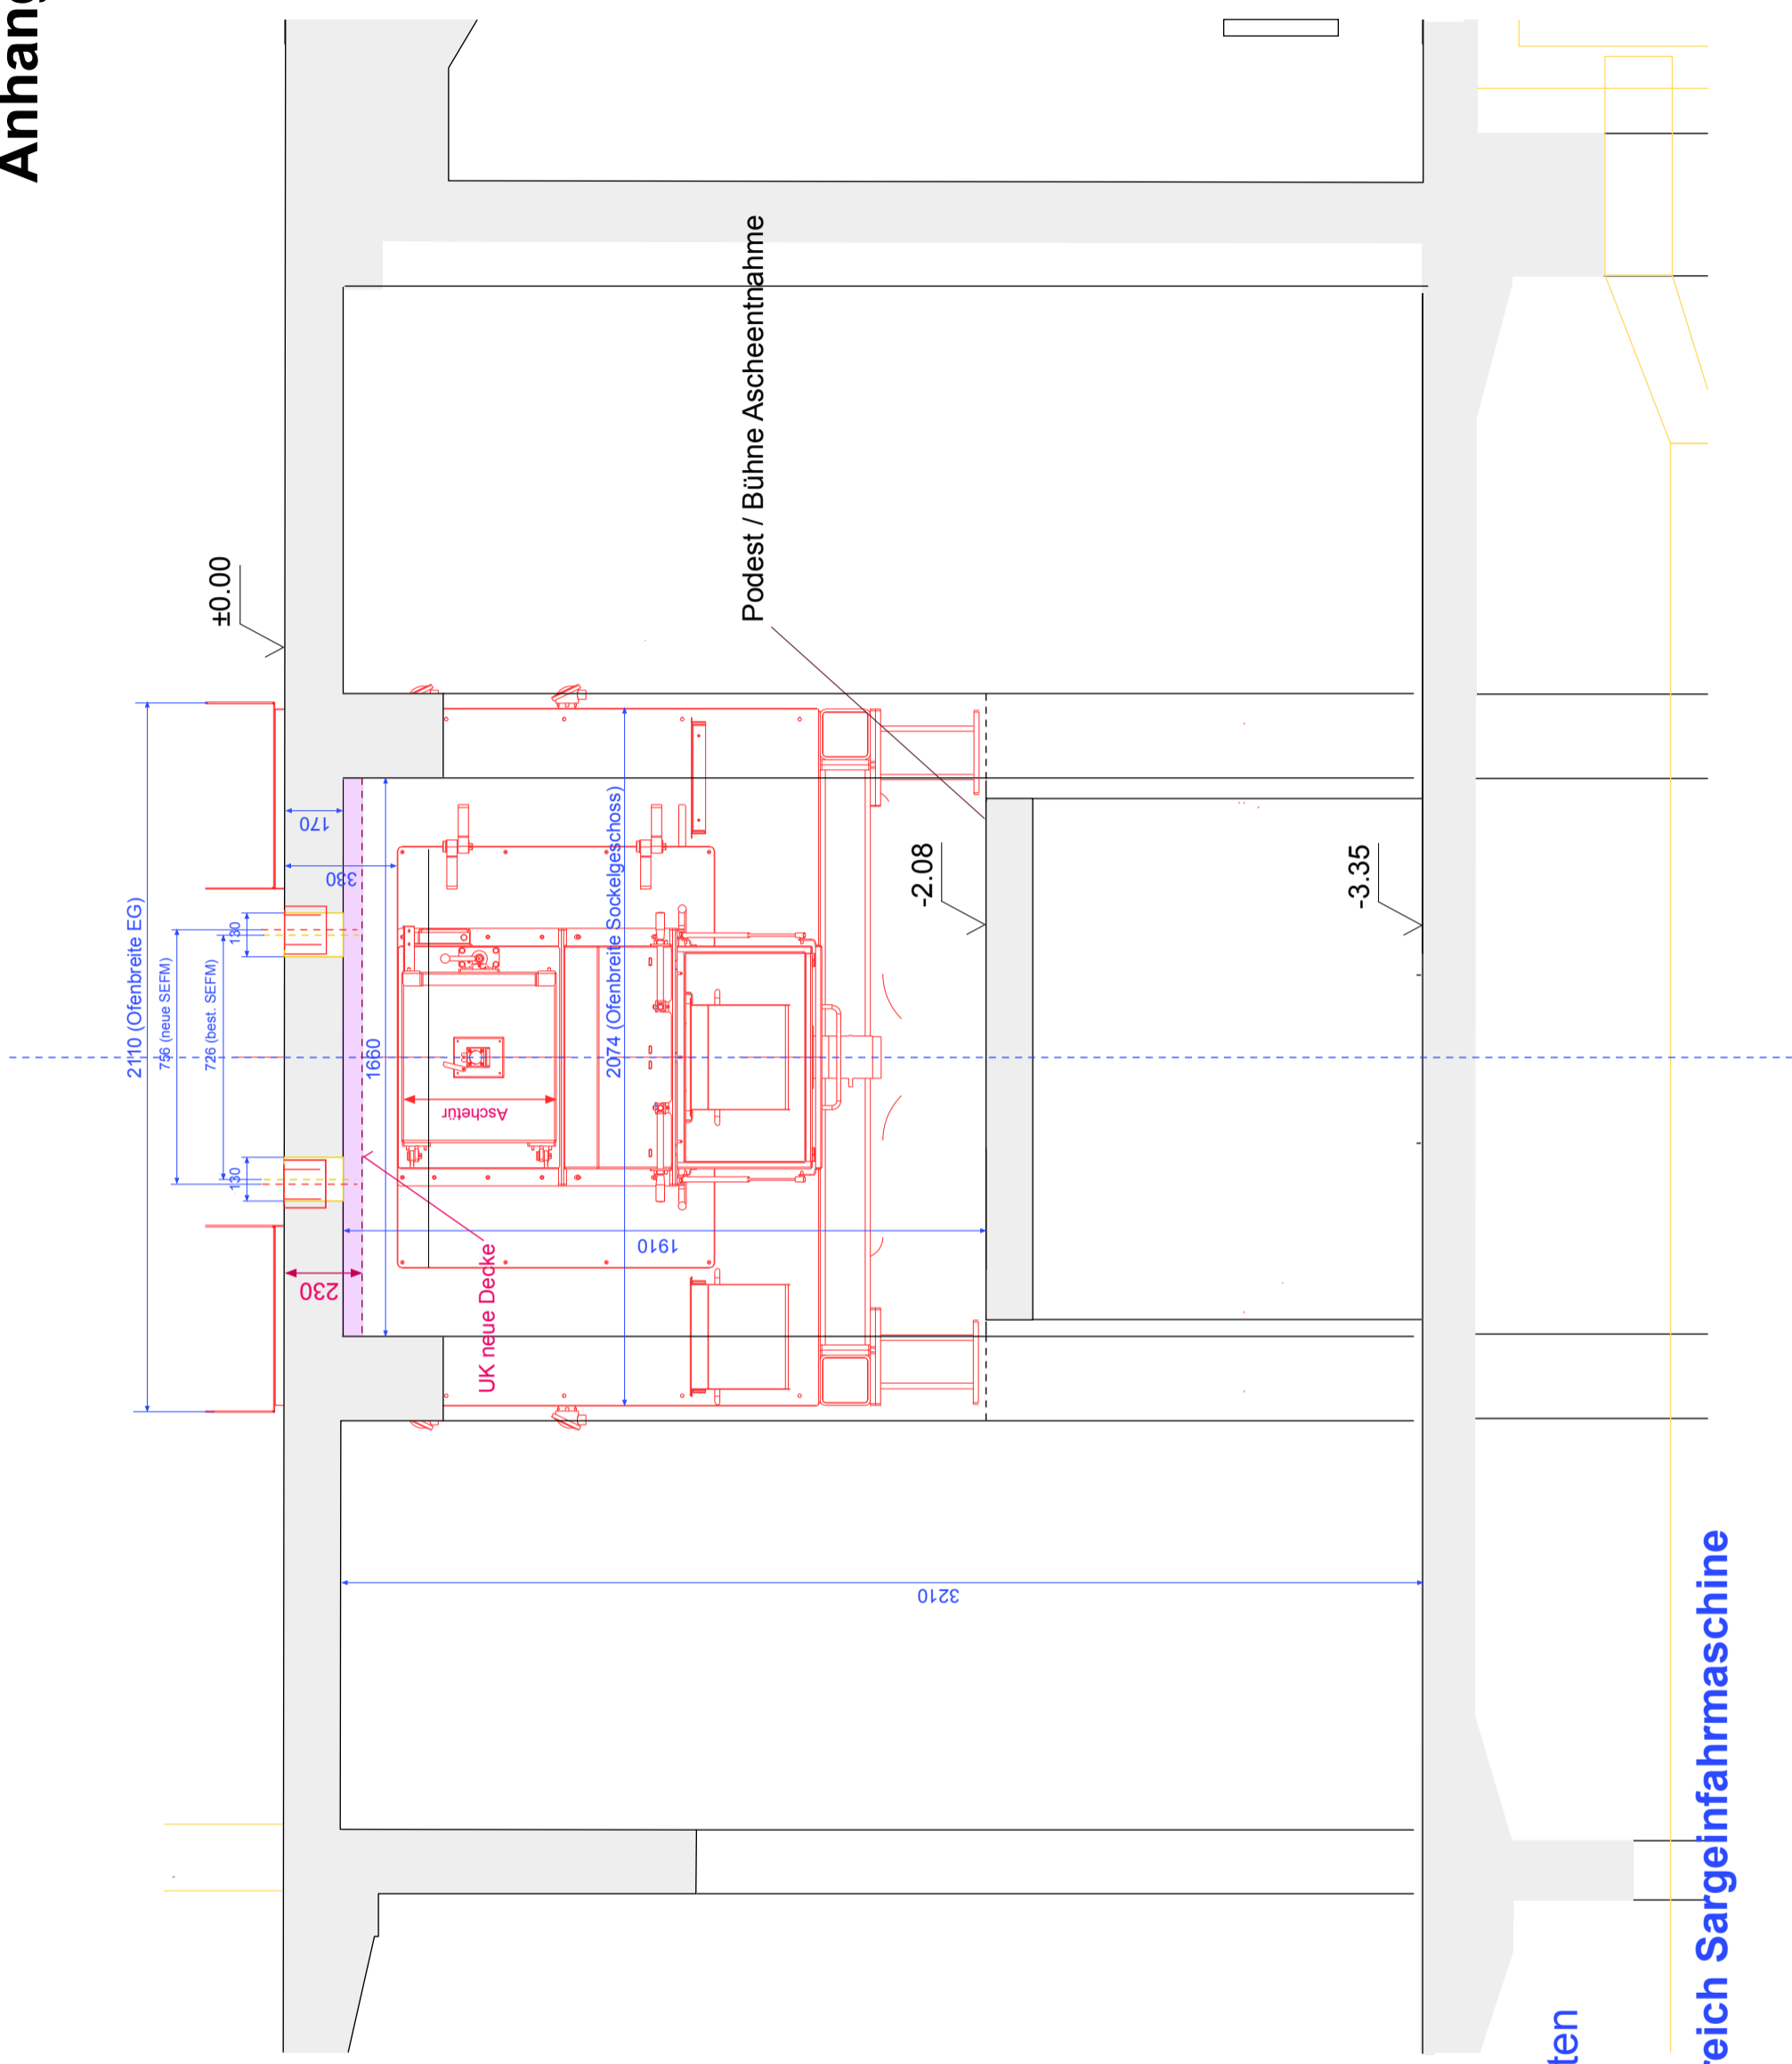 Anhang
±0.00
2110 (Ofenbreite EG)
756 (neue SEFM)
726 (best. SEFM)
130
130
170
330
230
1660
UK neue Decke
Aschetür
2074 (Ofenbreite Sockelgeschoss)
1910
Podest / Bühne Ascheentnahme
-2.08
-3.35
3210
ten
reich Sargeinfahrmaschine